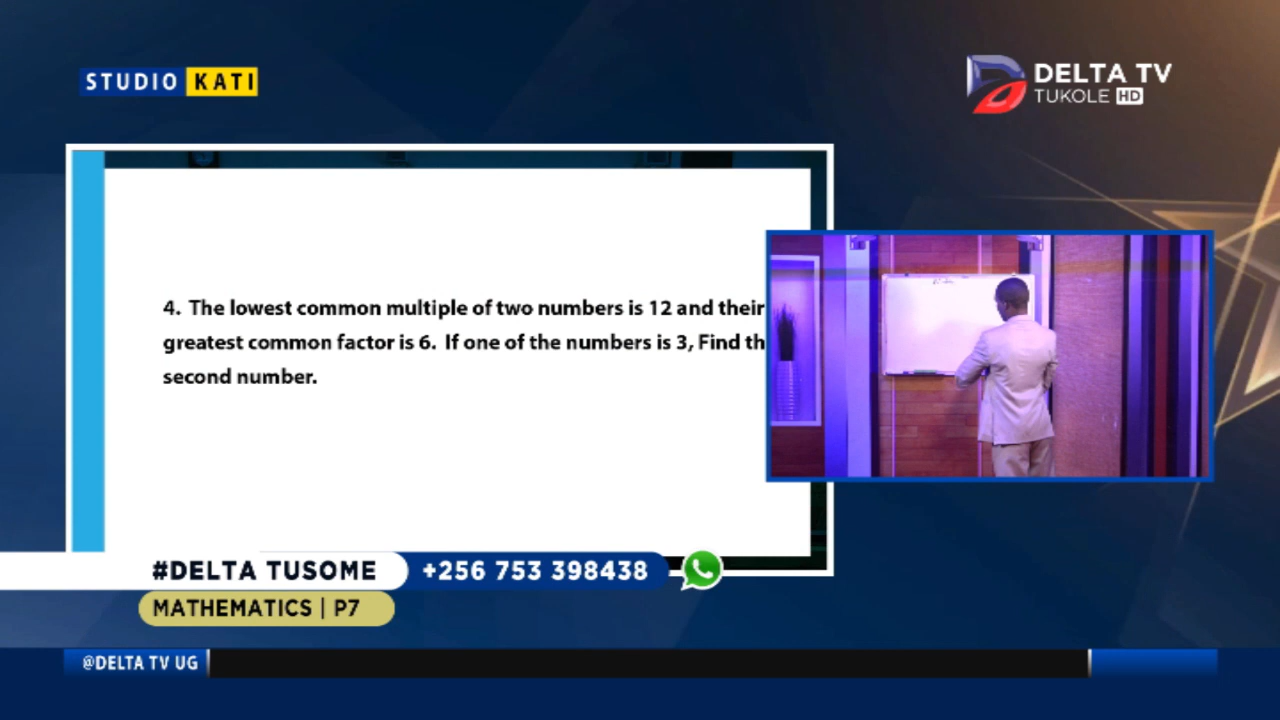 STUDIO KATI
DELTA TV
TUKOLE HD
4. The lowest common multiple of two numbers is 12 and their
greatest common factor is 6. If one of the numbers is 3, Find th
second number.
#DELTA TUSOME +256 753 398438
MATHEMATICS | P7
@DELTA TV UG